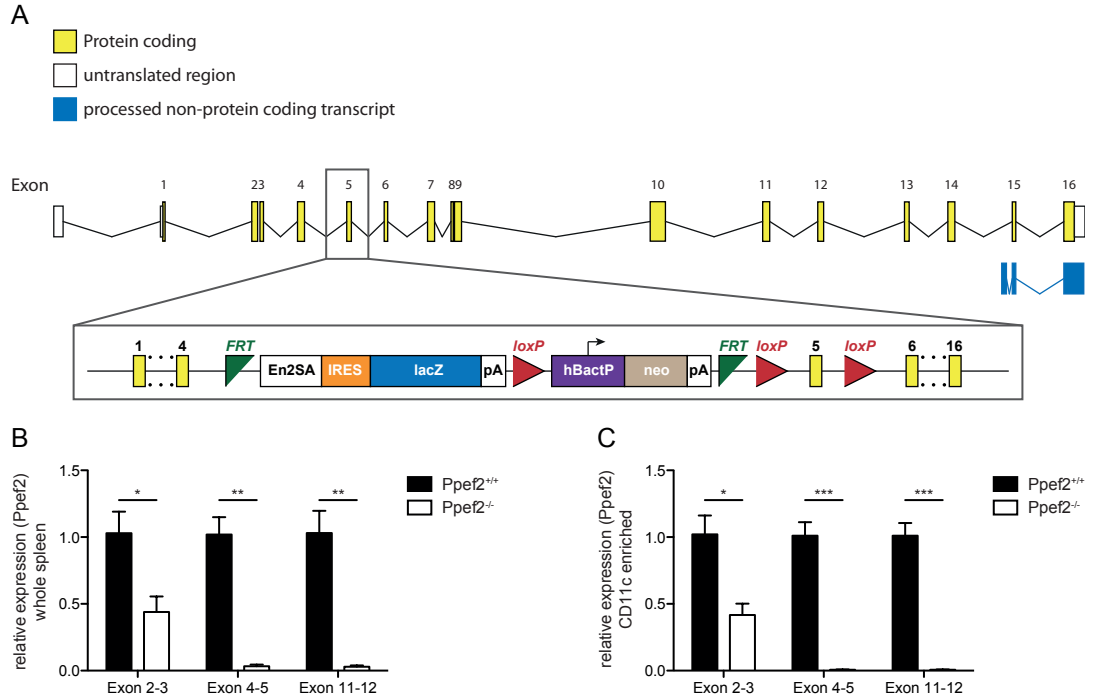 A
Protein coding
untranslated region
processed non-protein coding transcript
Exon 1 23 4 5 6 7 89 10 11 12 13 14 15 16
1 4 FRT loxP FRT loxP 5 loxP 6 16
En2SA IRES lacZ pA hBactP neo pA
B
relative expression (Ppef2)
whole spleen
1.5
1.0
0.5
0.0
* ** **
Ppef2+/+
Ppef2-/-
Exon 2-3 Exon 4-5 Exon 11-12
C
relative expression (Ppef2)
CD11c enriched
1.5
1.0
0.5
0.0
* *** ***
Ppef2+/+
Ppef2-/-
Exon 2-3 Exon 4-5 Exon 11-12